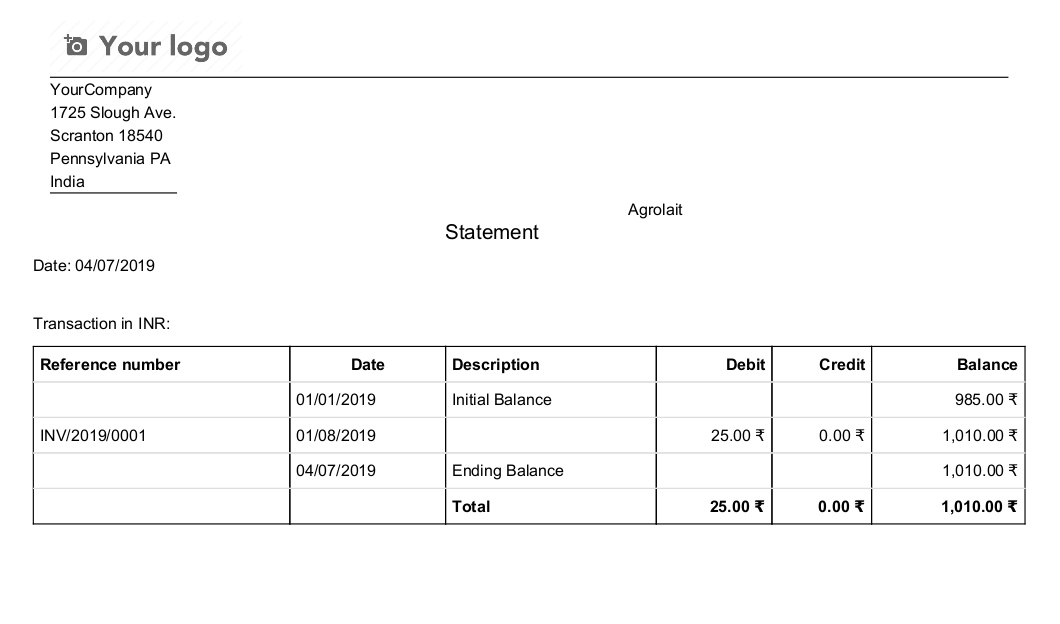 Your logo
YourCompany
1725 Slough Ave.
Scranton 18540
Pennsylvania PA
India
Agrolait
Statement
Date: 04/07/2019
Transaction in INR:
Reference number Date Description Debit Credit Balance
01/01/2019 Initial Balance 985.00 ₹
INV/2019/0001 01/08/2019 25.00 ₹ 0.00 ₹ 1,010.00 ₹
04/07/2019 Ending Balance 1,010.00 ₹
Total 25.00 ₹ 0.00 ₹ 1,010.00 ₹